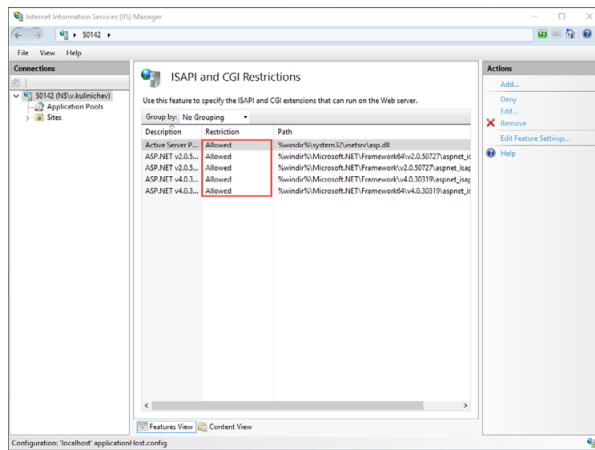 Internet Information Services (IIS) Manager
S0142
File View Help
Connections
S0142 (NS\v.kulinichev)
Application Pools
Sites
ISAPI and CGI Restrictions
Use this feature to specify the ISAPI and CGI extensions that can run on the Web server.
Group by: No Grouping
Description Restriction Path
Active Server P... Allowed %windir%\system32\inetsrv\asp.dll
ASP.NET v2.0.5... Allowed %windir%\Microsoft.NET\Framework64\v2.0.50727\aspnet_is
ASP.NET v2.0.5... Allowed %windir%\Microsoft.NET\Framework\v2.0.50727\aspnet_isap
ASP.NET v4.0.3... Allowed %windir%\Microsoft.NET\Framework\v4.0.30319\aspnet_isap
ASP.NET v4.0.3... Allowed %windir%\Microsoft.NET\Framework64\v4.0.30319\aspnet_is
Features View Content View
Actions
Add...
Deny
Edit...
Remove
Edit Feature Settings...
Help
Configuration: 'localhost' applicationHost.config